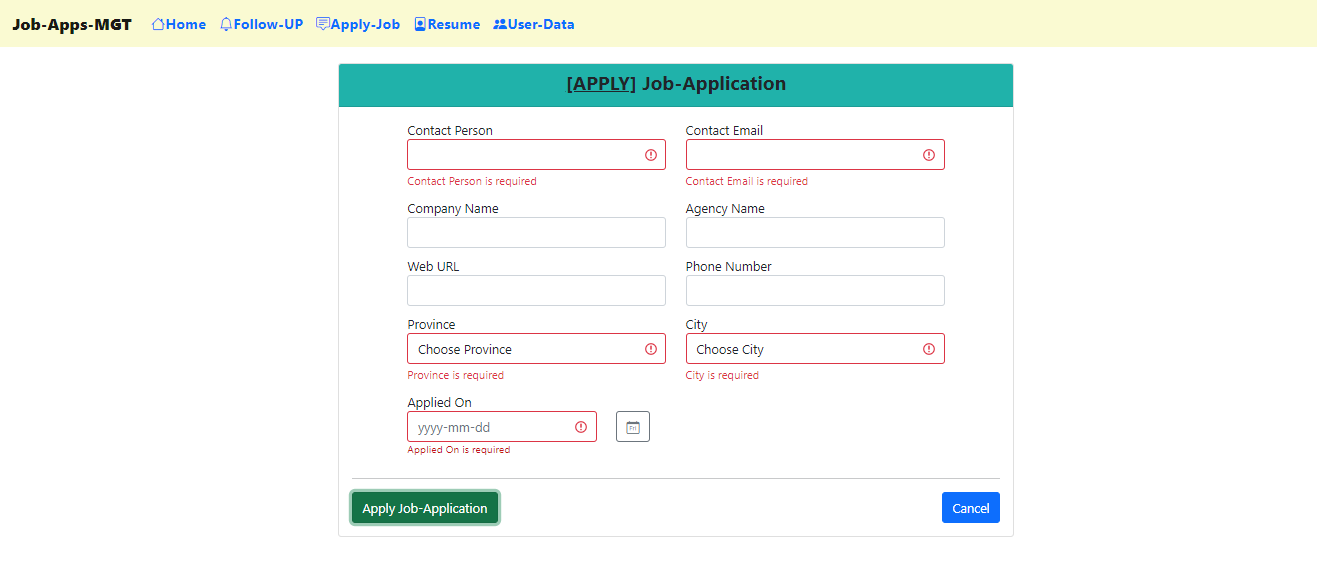 Job-Apps-MGT Home Follow-UP Apply-Job Resume User-Data
[APPLY] Job-Application
Contact Person Contact Email
Contact Person is required Contact Email is required
Company Name Agency Name
Web URL Phone Number
Province City
Choose Province Choose City
Province is required City is required
Applied On
yyyy-mm-dd
Applied On is required
Apply Job-Application Cancel